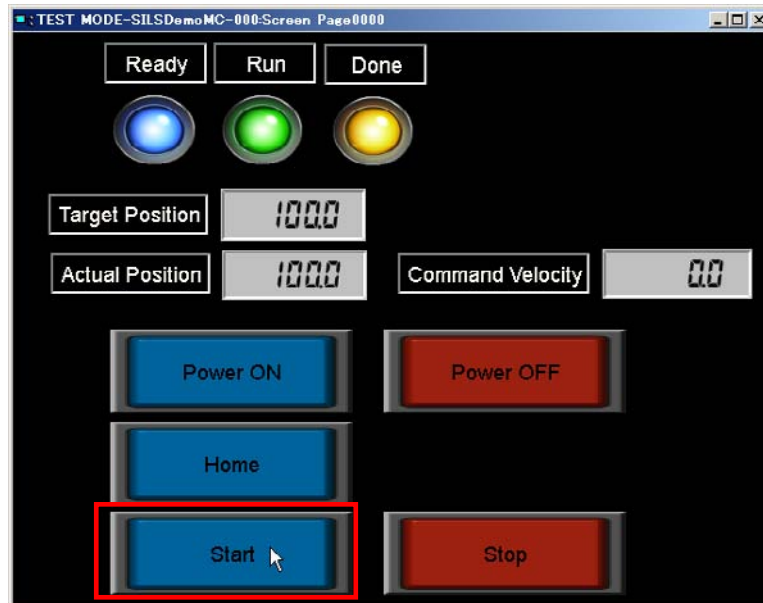 :TEST MODE-SILSDemoMC-000:Screen Page0000
Ready Run Done
Target Position 100.0
Actual Position 100.0 Command Velocity 0.0
Power ON Power OFF
Home
Start Stop